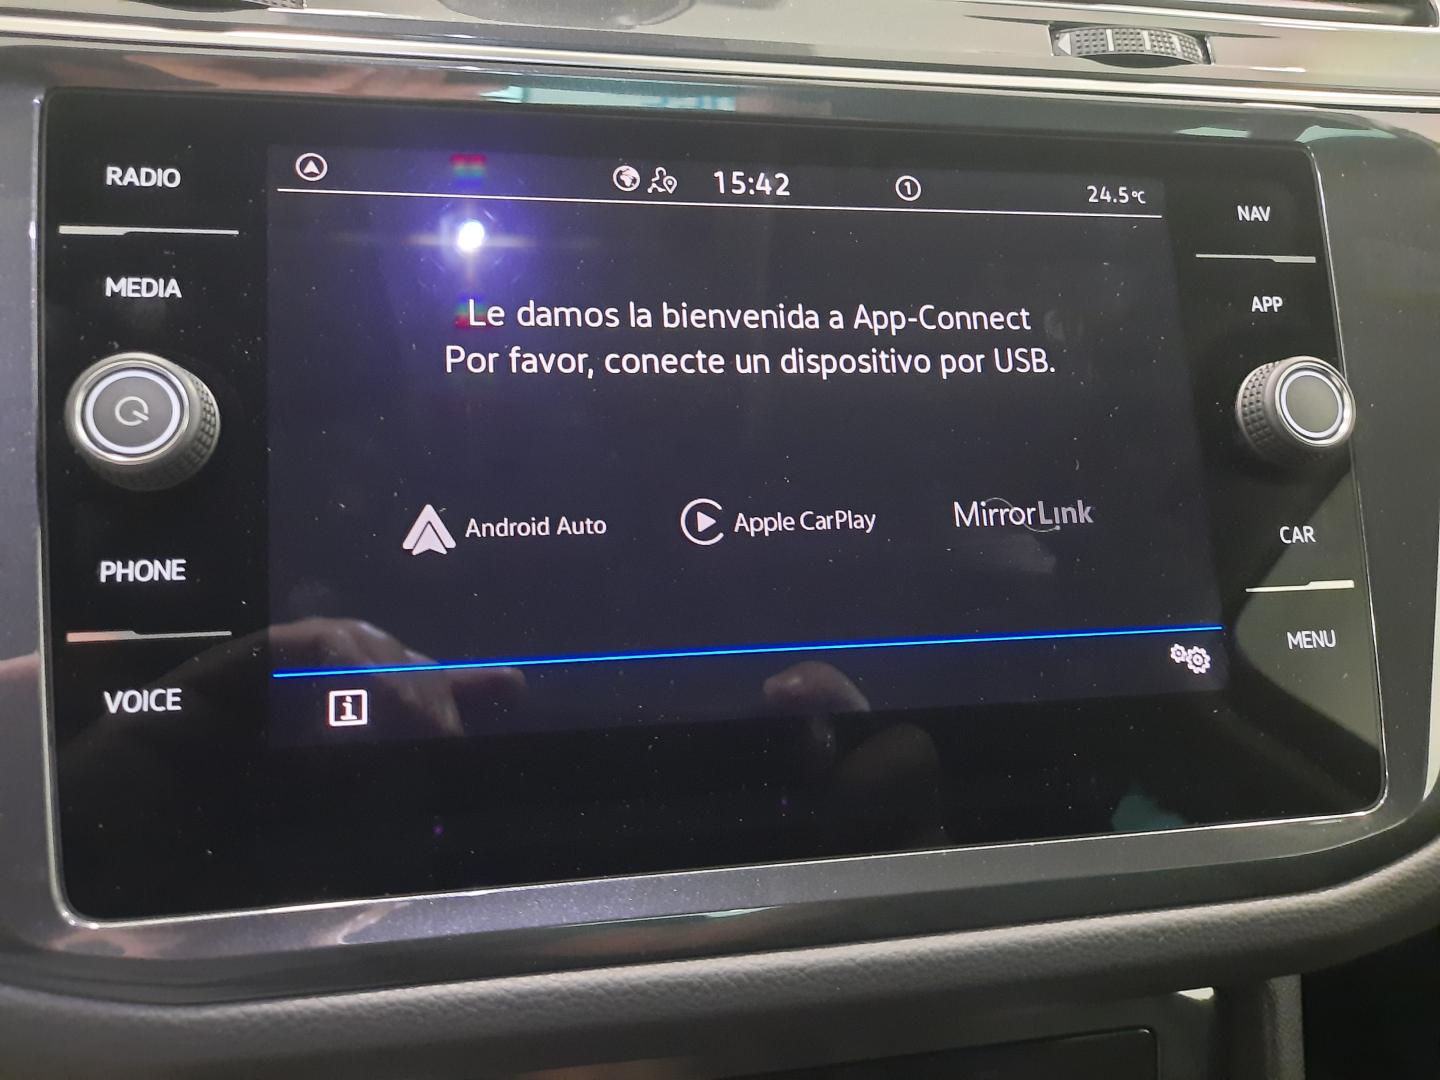 RADIO
MEDIA
PHONE
VOICE
15:42
1
24.5°C
Le damos la bienvenida a App-Connect
Por favor, conecte un dispositivo por USB.
Android Auto
Apple CarPlay
MirrorLink
i
NAV
APP
CAR
MENU